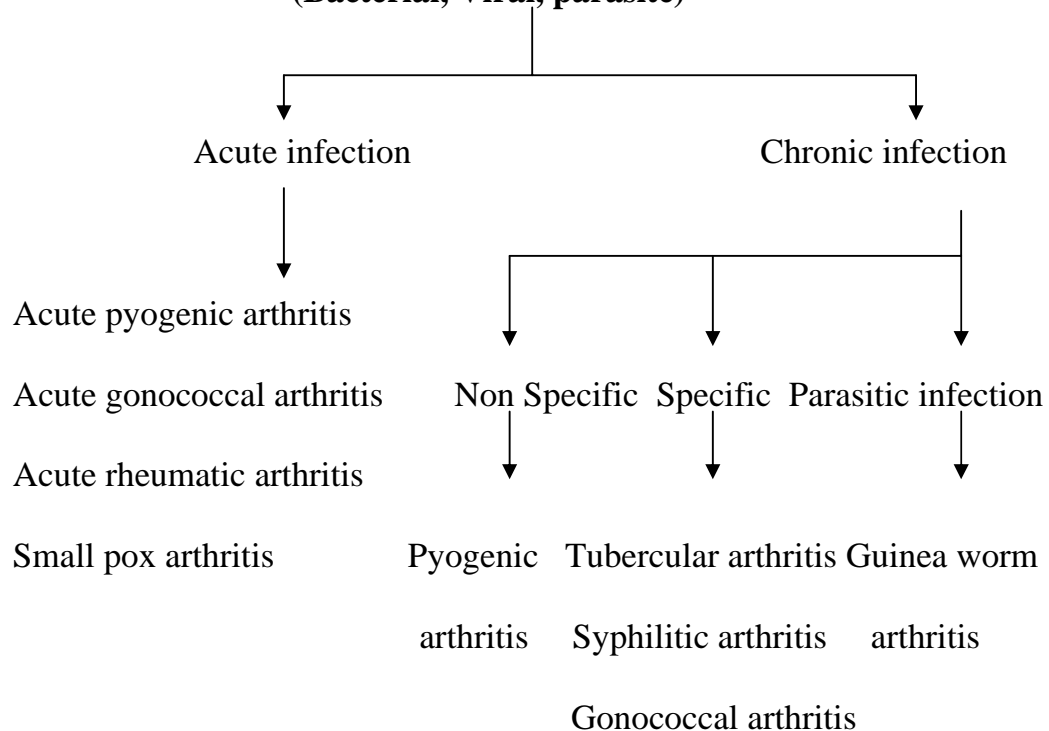 (Bacterial, Viral, parasite)
Acute infection
Chronic infection
Acute pyogenic arthritis
Acute gonococcal arthritis
Acute rheumatic arthritis
Small pox arthritis
Non Specific Specific Parasitic infection
Pyogenic Tubercular arthritis Guinea worm
arthritis Syphilitic arthritis arthritis
Gonococcal arthritis